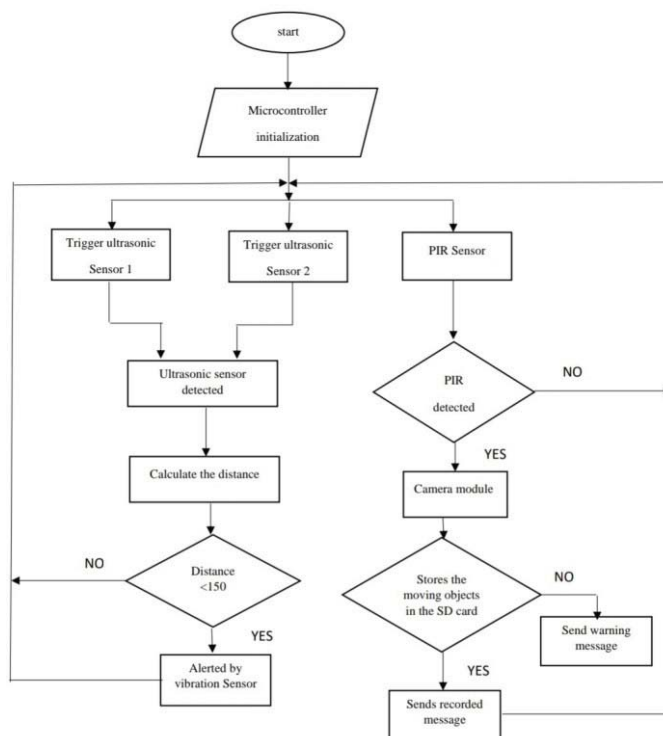 start
Microcontroller
initialization
Trigger ultrasonic
Sensor 1
Trigger ultrasonic
Sensor 2
PIR Sensor
Ultrasonic sensor
detected
PIR
detected
NO
YES
Calculate the distance
Camera module
NO
Distance
<150
YES
Stores the
moving objects
in the SD card
NO
Send warning
message
YES
Alerted by
vibration Sensor
Sends recorded
message